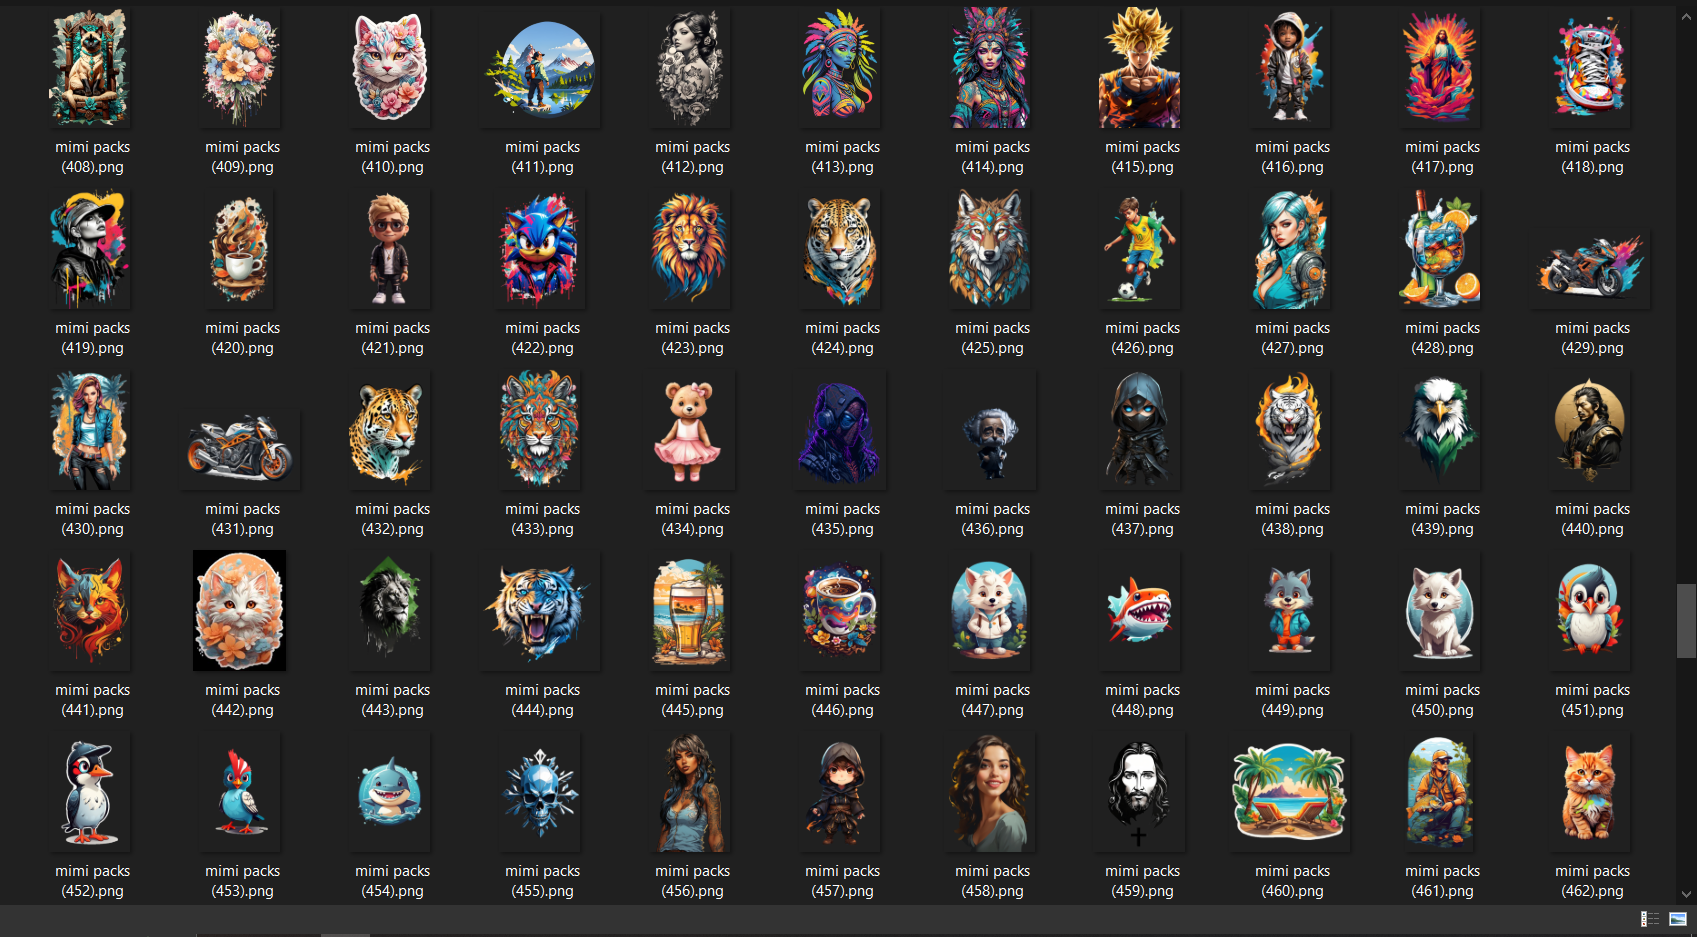 mimi packs
(408).png
mimi packs
(409).png
mimi packs
(410).png
mimi packs
(411).png
mimi packs
(412).png
mimi packs
(413).png
mimi packs
(414).png
mimi packs
(415).png
mimi packs
(416).png
mimi packs
(417).png
mimi packs
(418).png
mimi packs
(419).png
mimi packs
(420).png
mimi packs
(421).png
mimi packs
(422).png
mimi packs
(423).png
mimi packs
(424).png
mimi packs
(425).png
mimi packs
(426).png
mimi packs
(427).png
mimi packs
(428).png
mimi packs
(429).png
mimi packs
(430).png
mimi packs
(431).png
mimi packs
(432).png
mimi packs
(433).png
mimi packs
(434).png
mimi packs
(435).png
mimi packs
(436).png
mimi packs
(437).png
mimi packs
(438).png
mimi packs
(439).png
mimi packs
(440).png
mimi packs
(441).png
mimi packs
(442).png
mimi packs
(443).png
mimi packs
(444).png
mimi packs
(445).png
mimi packs
(446).png
mimi packs
(447).png
mimi packs
(448).png
mimi packs
(449).png
mimi packs
(450).png
mimi packs
(451).png
mimi packs
(452).png
mimi packs
(453).png
mimi packs
(454).png
mimi packs
(455).png
mimi packs
(456).png
mimi packs
(457).png
mimi packs
(458).png
mimi packs
(459).png
mimi packs
(460).png
mimi packs
(461).png
mimi packs
(462).png